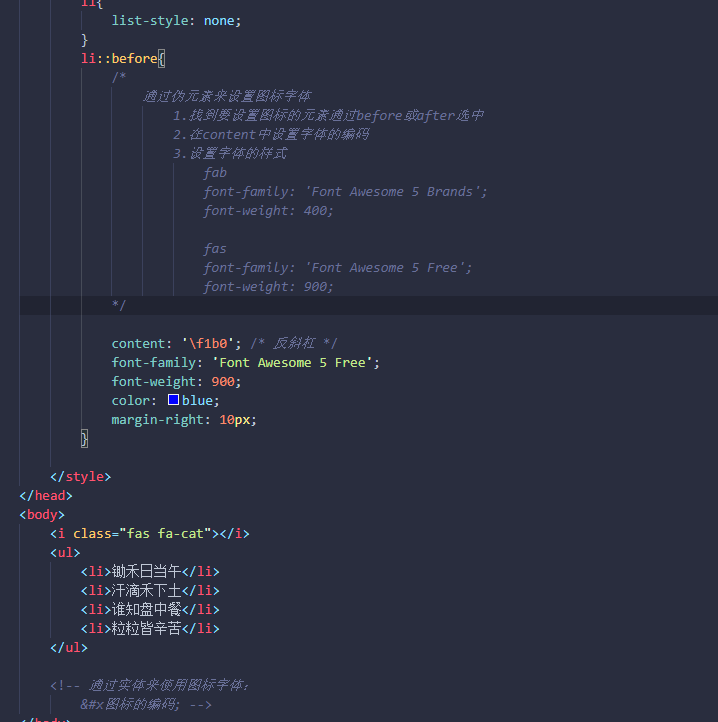 li{
list-style: none;
}
li::before{
/*
通过伪元素来设置图标字体
1.找到要设置图标的元素通过before或after选中
2.在content中设置字体的编码
3.设置字体的样式
fab
font-family: 'Font Awesome 5 Brands';
font-weight: 400;
fas
font-family: 'Font Awesome 5 Free';
font-weight: 900;
*/
content: '\f1b0'; /* 反斜杠 */
font-family: 'Font Awesome 5 Free';
font-weight: 900;
color: blue;
margin-right: 10px;
}
</style>
</head>
<body>
<i class="fas fa-cat"></i>
<ul>
<li>锄禾日当午</li>
<li>汗滴禾下土</li>
<li>谁知盘中餐</li>
<li>粒粒皆辛苦</li>
</ul>
<!-- 通过实体来使用图标字体：
&#x图标的编码; -->
</body>